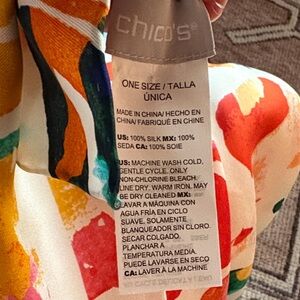 chico's®
ONE SIZE / TALLA
ÚNICA
MADE IN CHINA/ HECHO EN
CHINA/ FABRIQUÉ EN CHINE
US: 100% SILK MX: 100%
SEDA CA: 100% SOIE
US: MACHINE WASH COLD,
GENTLE CYCLE. ONLY
NON-CHLORINE BLEACH.
LINE DRY. WARM IRON. MAY
BE DRY CLEANED MX:
LAVAR A MÁQUINA CON
AGUA FRÍA EN CICLO
SUAVE, SOLAMENTE
BLANQUEADOR SIN CLORO.
SECAR COLGADO.
PLANCHAR A
TEMPERATURA MEDIA.
PUEDE LAVARSE EN SECO
CA: LAVER À LA MACHINE